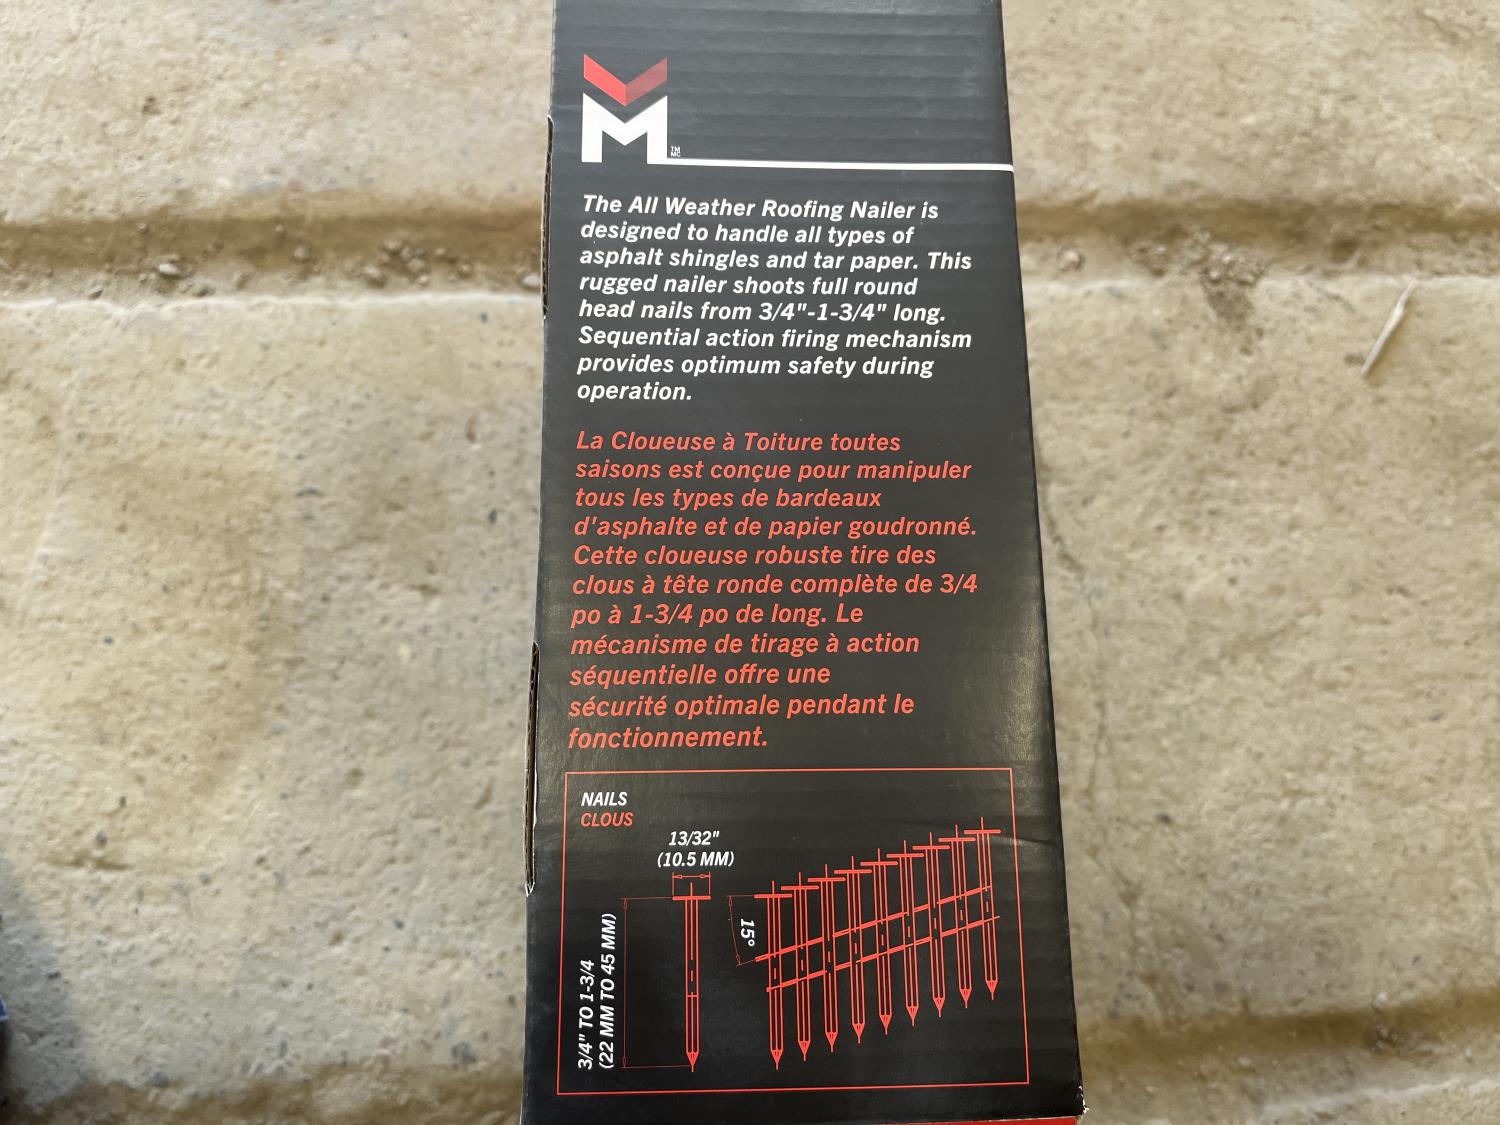 M
TM
MC
The All Weather Roofing Nailer is
designed to handle all types of
asphalt shingles and tar paper. This
rugged nailer shoots full round
head nails from 3/4"-1-3/4" long.
Sequential action firing mechanism
provides optimum safety during
operation.
La Cloueuse à Toiture toutes
saisons est conçue pour manipuler
tous les types de bardeaux
d'asphalte et de papier goudronné.
Cette cloueuse robuste tire des
clous à tête ronde complète de 3/4
po à 1-3/4 po de long. Le
mécanisme de tirage à action
séquentielle offre une
sécurité optimale pendant le
fonctionnement.
NAILS
CLOUS
13/32"
(10.5 MM)
3/4" TO 1-3/4
(22 MM TO 45 MM)
15°